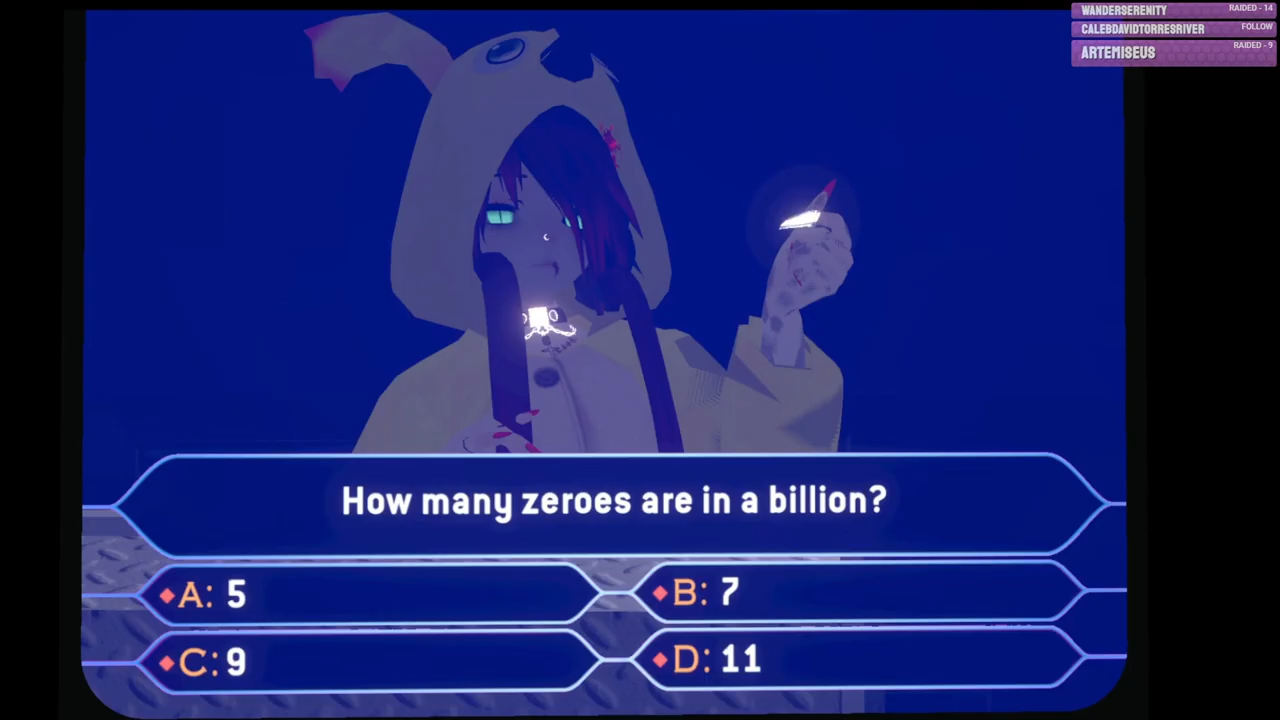 WANDERSERENITY RAIDED - 14
CALEBDAVIDTORRESRIVER FOLLOW
ARTEMISEUS RAIDED - 9
How many zeroes are in a billion?
A: 5
B: 7
C: 9
D: 11